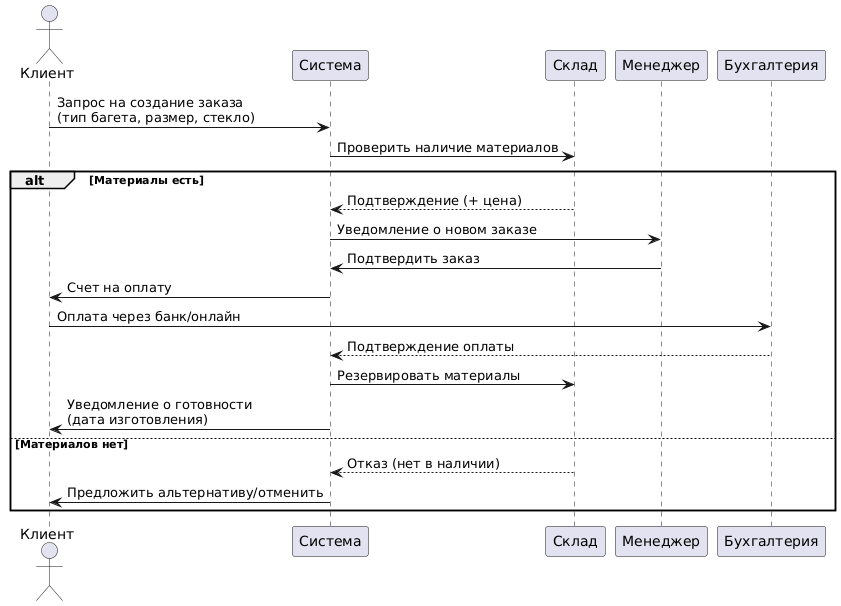 Клиент
Система
Склад
Менеджер
Бухгалтерия
Запрос на создание заказа
(тип багета, размер, стекло)
Проверить наличие материалов
alt
[Материалы есть]
Подтверждение (+ цена)
Уведомление о новом заказе
Подтвердить заказ
Счет на оплату
Оплата через банк/онлайн
Подтверждение оплаты
Резервировать материалы
Уведомление о готовности
(дата изготовления)
[Материалов нет]
Отказ (нет в наличии)
Предложить альтернативу/отменить
Клиент
Система
Склад
Менеджер
Бухгалтерия